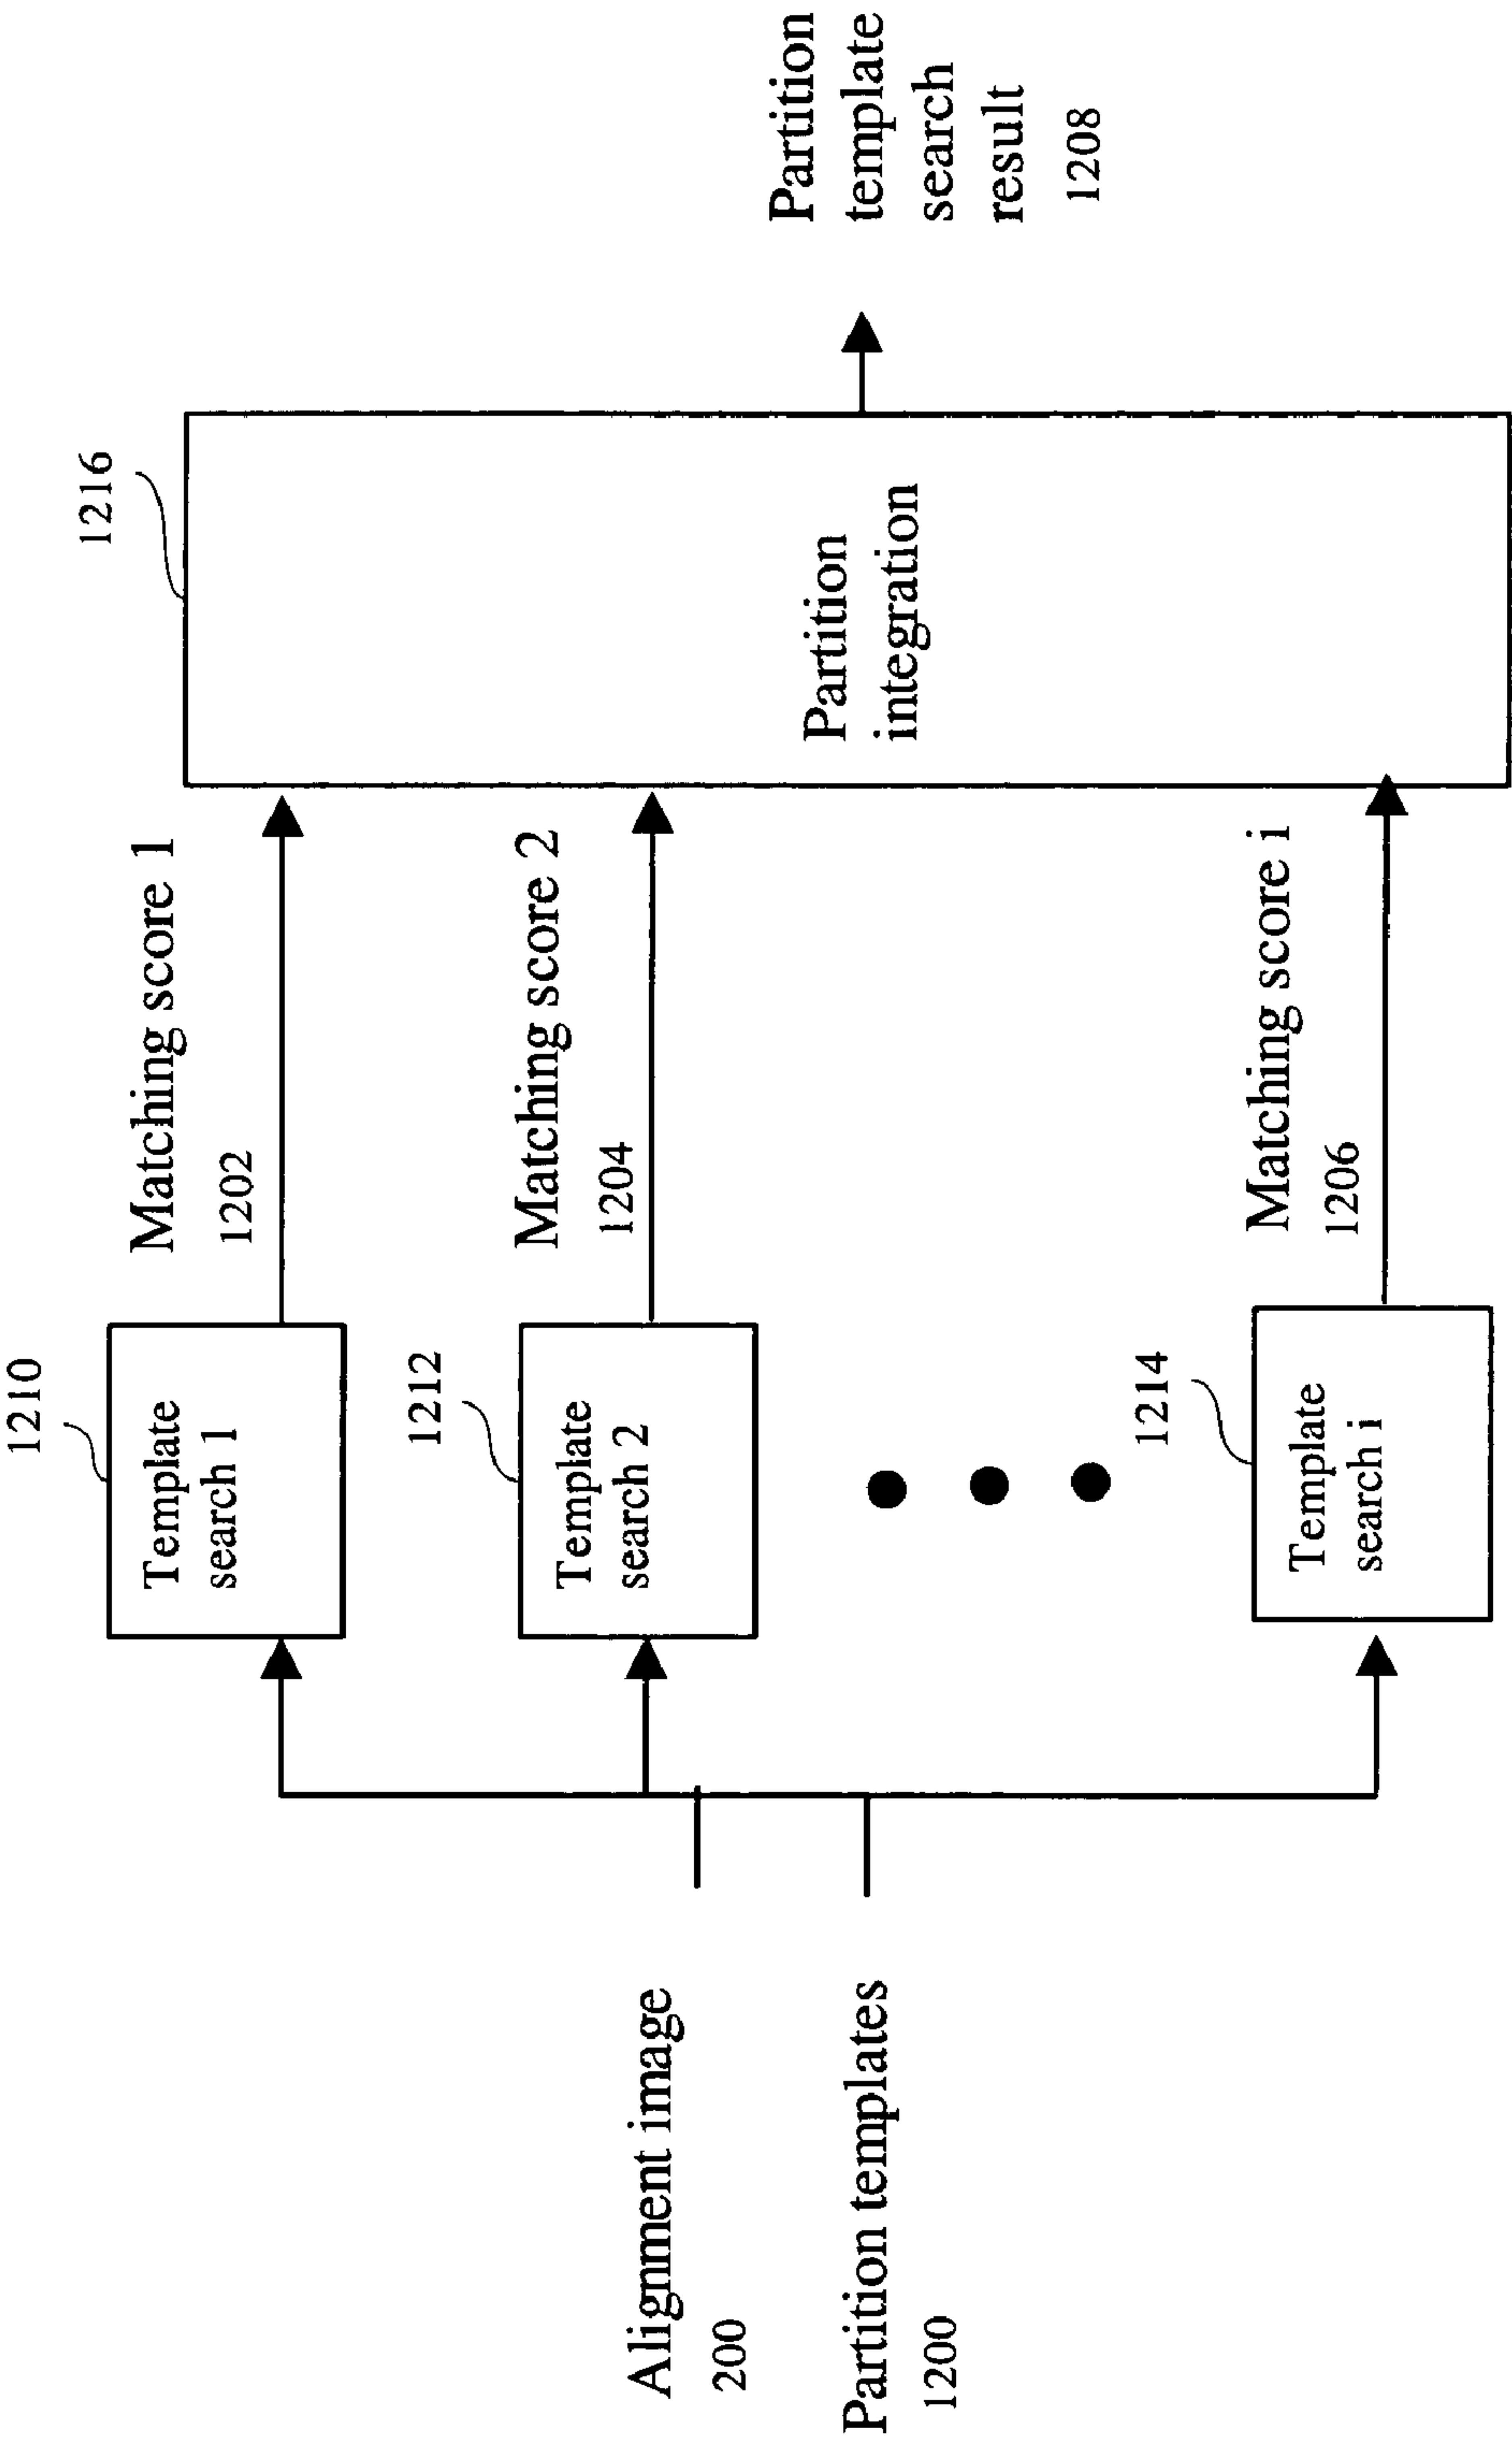 Alignment image
200
Partition templates
1200
1210
Template
search 1
1212
Template
search 2
1214
Template
search i
Matching score 1
1202
Matching score 2
1204
Matching score i
1206
1216
Partition
integration
Partition
template
search
result
1208